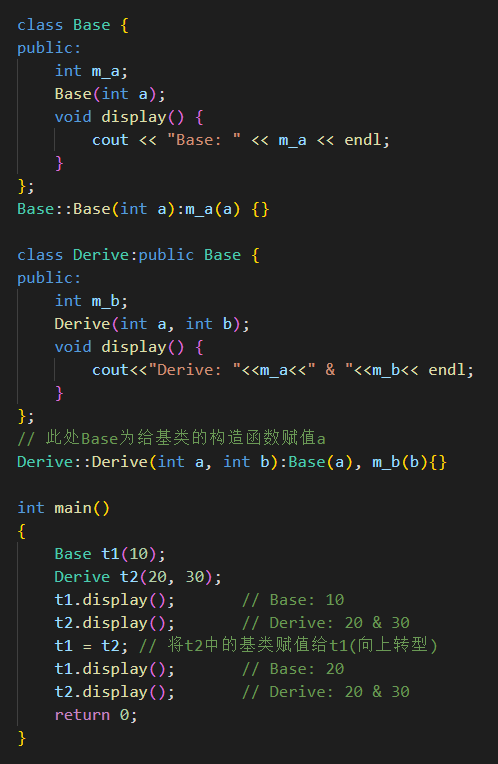 class Base {
public:
    int m_a;
    Base(int a);
    void display() {
        cout << "Base: " << m_a << endl;
    }
};
Base::Base(int a):m_a(a) {}

class Derive:public Base {
public:
    int m_b;
    Derive(int a, int b);
    void display() {
        cout<<"Derive: "<<m_a<<" & "<<m_b<< endl;
    }
};
// 此处Base为给基类的构造函数赋值a
Derive::Derive(int a, int b):Base(a), m_b(b){}

int main()
{
    Base t1(10);
    Derive t2(20, 30);
    t1.display();       // Base: 10
    t2.display();       // Derive: 20 & 30
    t1 = t2; // 将t2中的基类赋值给t1(向上转型)
    t1.display();       // Base: 20
    t2.display();       // Derive: 20 & 30
    return 0;
}